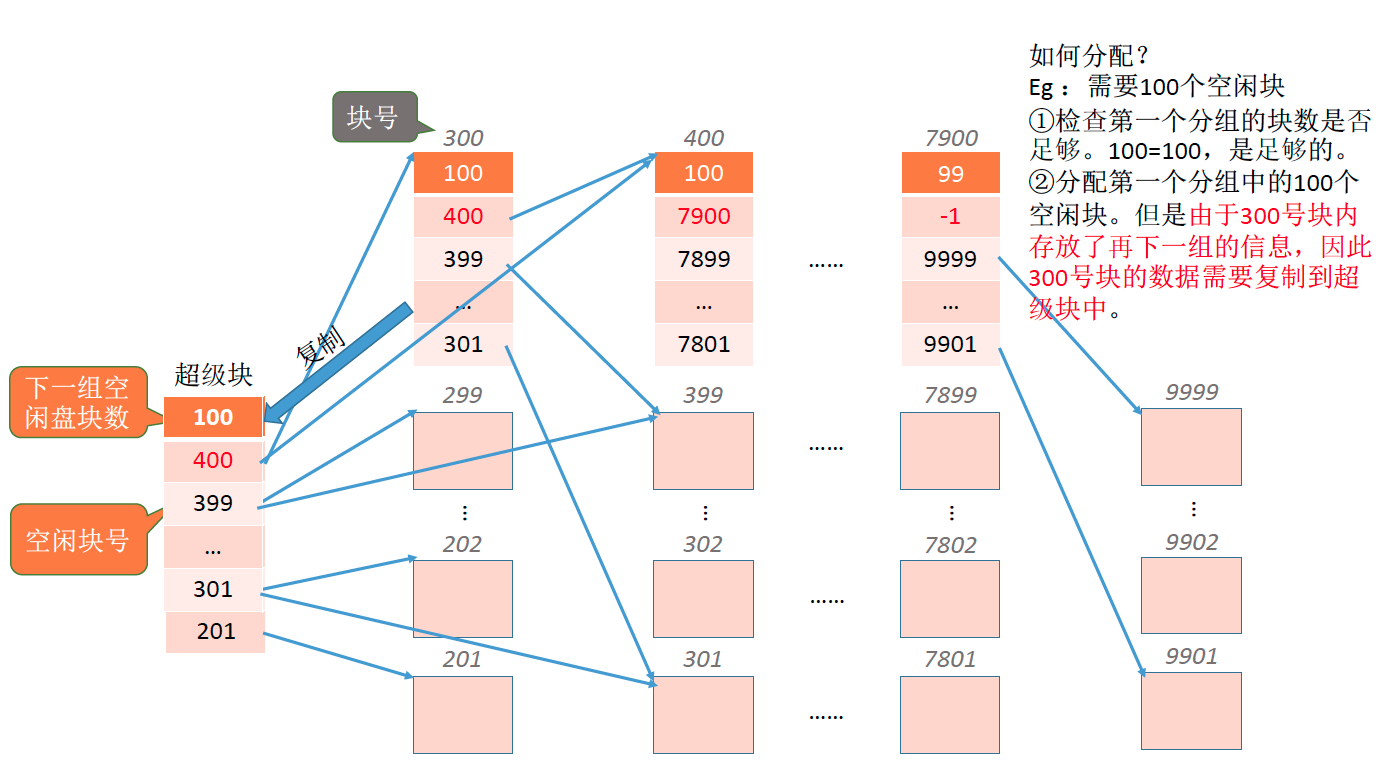 如何分配？
Eg：需要100个空闲块
①检查第一个分组的块数是否
足够。100=100，是足够的。
②分配第一个分组中的100个
空闲块。但是由于300号块内
存放了再下一组的信息，因此
300号块的数据需要复制到超
级块中。
块号
300
400
7900
100
400
399
...
301
100
7900
7899
...
7801
……
99
-1
9999
...
9901
复制
超级块
下一组空
闲盘块数
空闲块号
100
400
399
...
301
201
299
399
7899
9999
……
⋮
⋮
⋮
⋮
202
302
7802
9902
……
201
301
7801
9901
……